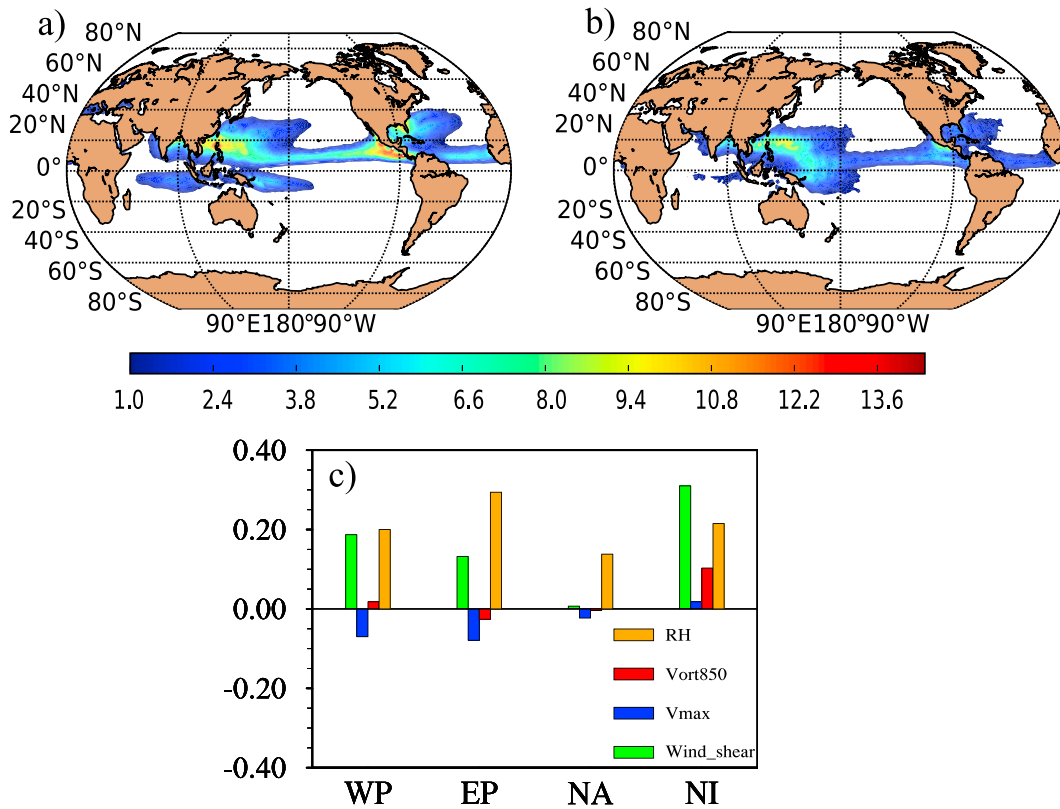 a)
b)
80°N
60°N
40°N
20°N
0°
20°S
40°S
60°S
80°S
90°E180°90°W
80°N
60°N
40°N
20°N
0°
20°S
40°S
60°S
80°S
90°E180°90°W
1.0 2.4 3.8 5.2 6.6 8.0 9.4 10.8 12.2 13.6
c)
0.40
0.20
0.00
-0.20
-0.40
RH
Vort850
Vmax
Wind_shear
WP EP NA NI